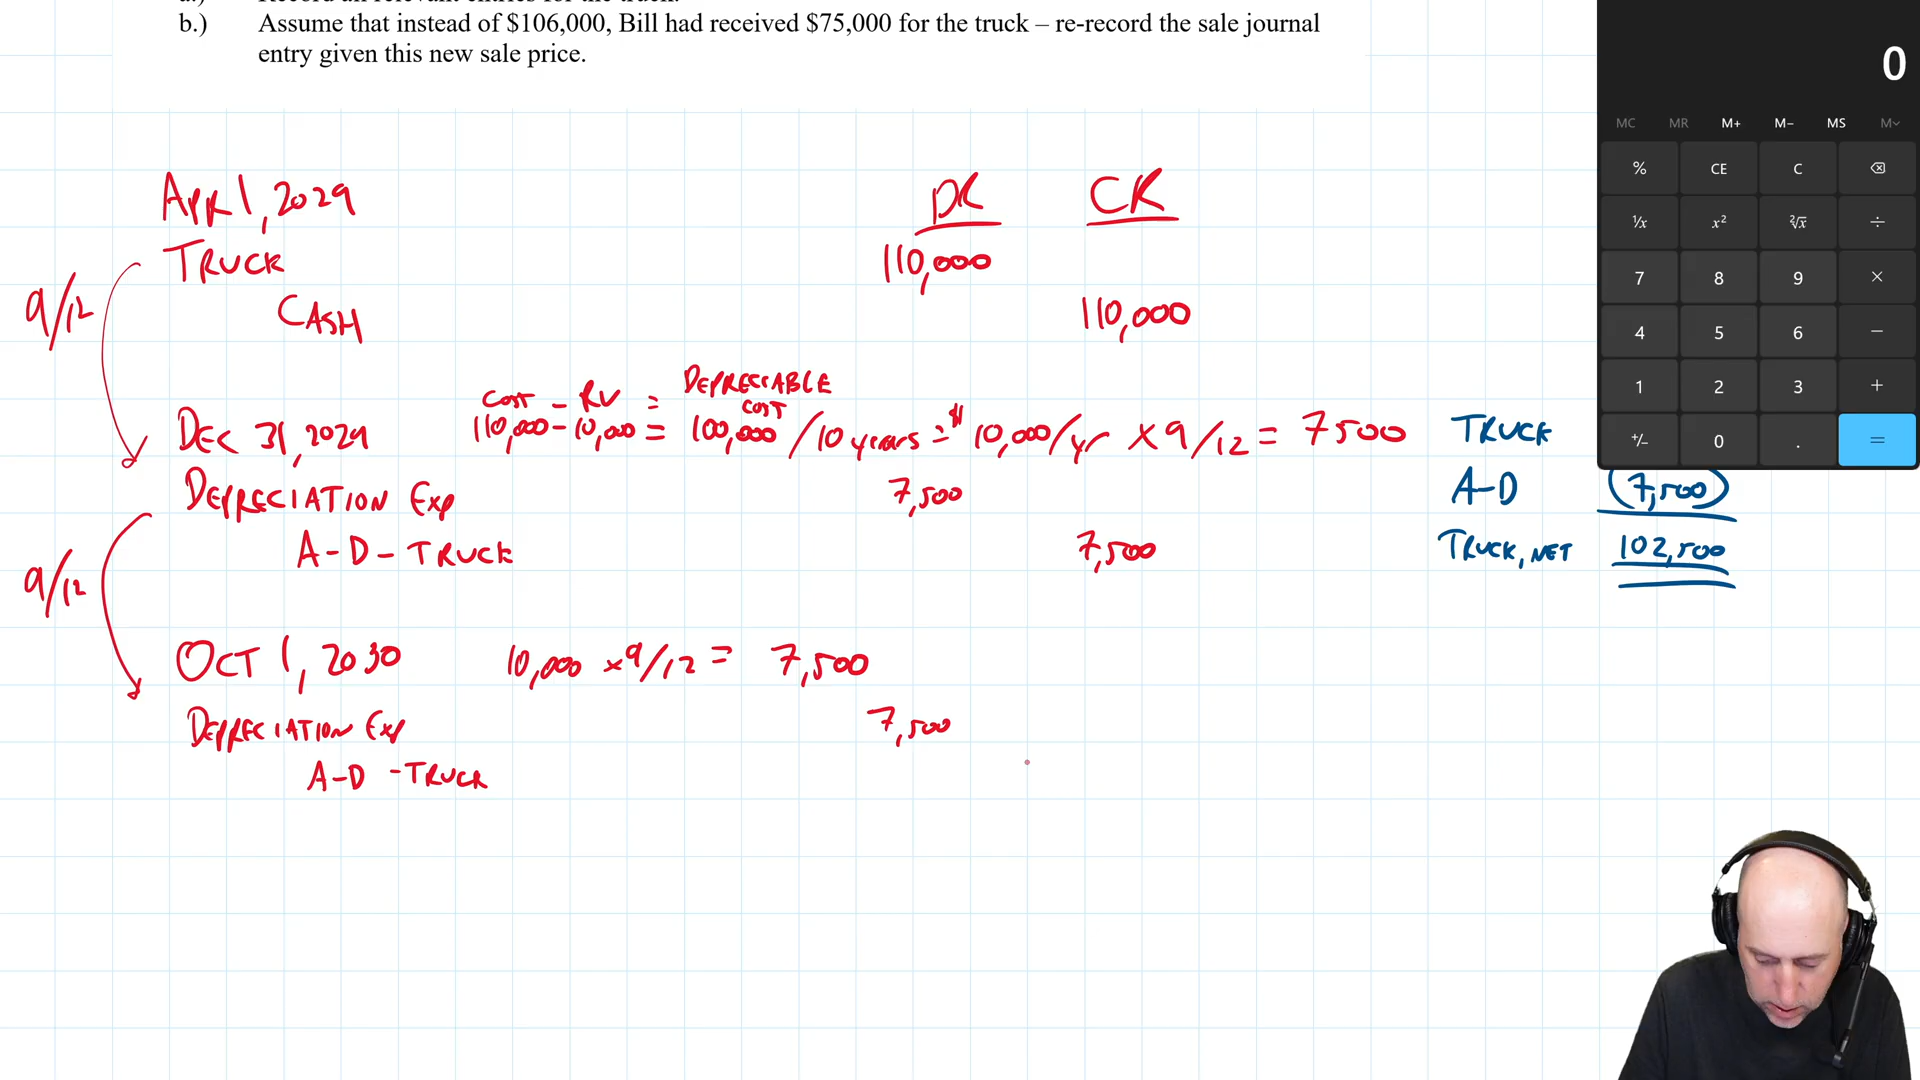 b.) Assume that instead of $106,000, Bill had received $75,000 for the truck – re-record the sale journal
entry given this new sale price.
0
MC MR M+ M− MS M
% CE C
¹/x x² ²√x ÷
7 8 9 ×
4 5 6 −
1 2 3 +
+/− 0 . =
APR 1, 2029 DR CR
TRUCK 110,000
CASH 110,000
9/12
COST - RV = DEPRECIABLE COST
DEC 31, 2029 110,000 - 10,000 = 100,000 / 10 years = $10,000/yr × 9/12 = 7500
DEPRECIATION EXP 7,500
A-D - TRUCK 7,500
TRUCK
A-D (7,500)
TRUCK, NET 102,500
9/12
OCT 1, 2030 10,000 × 9/12 = 7,500
DEPRECIATION EXP 7,500
A-D - TRUCK